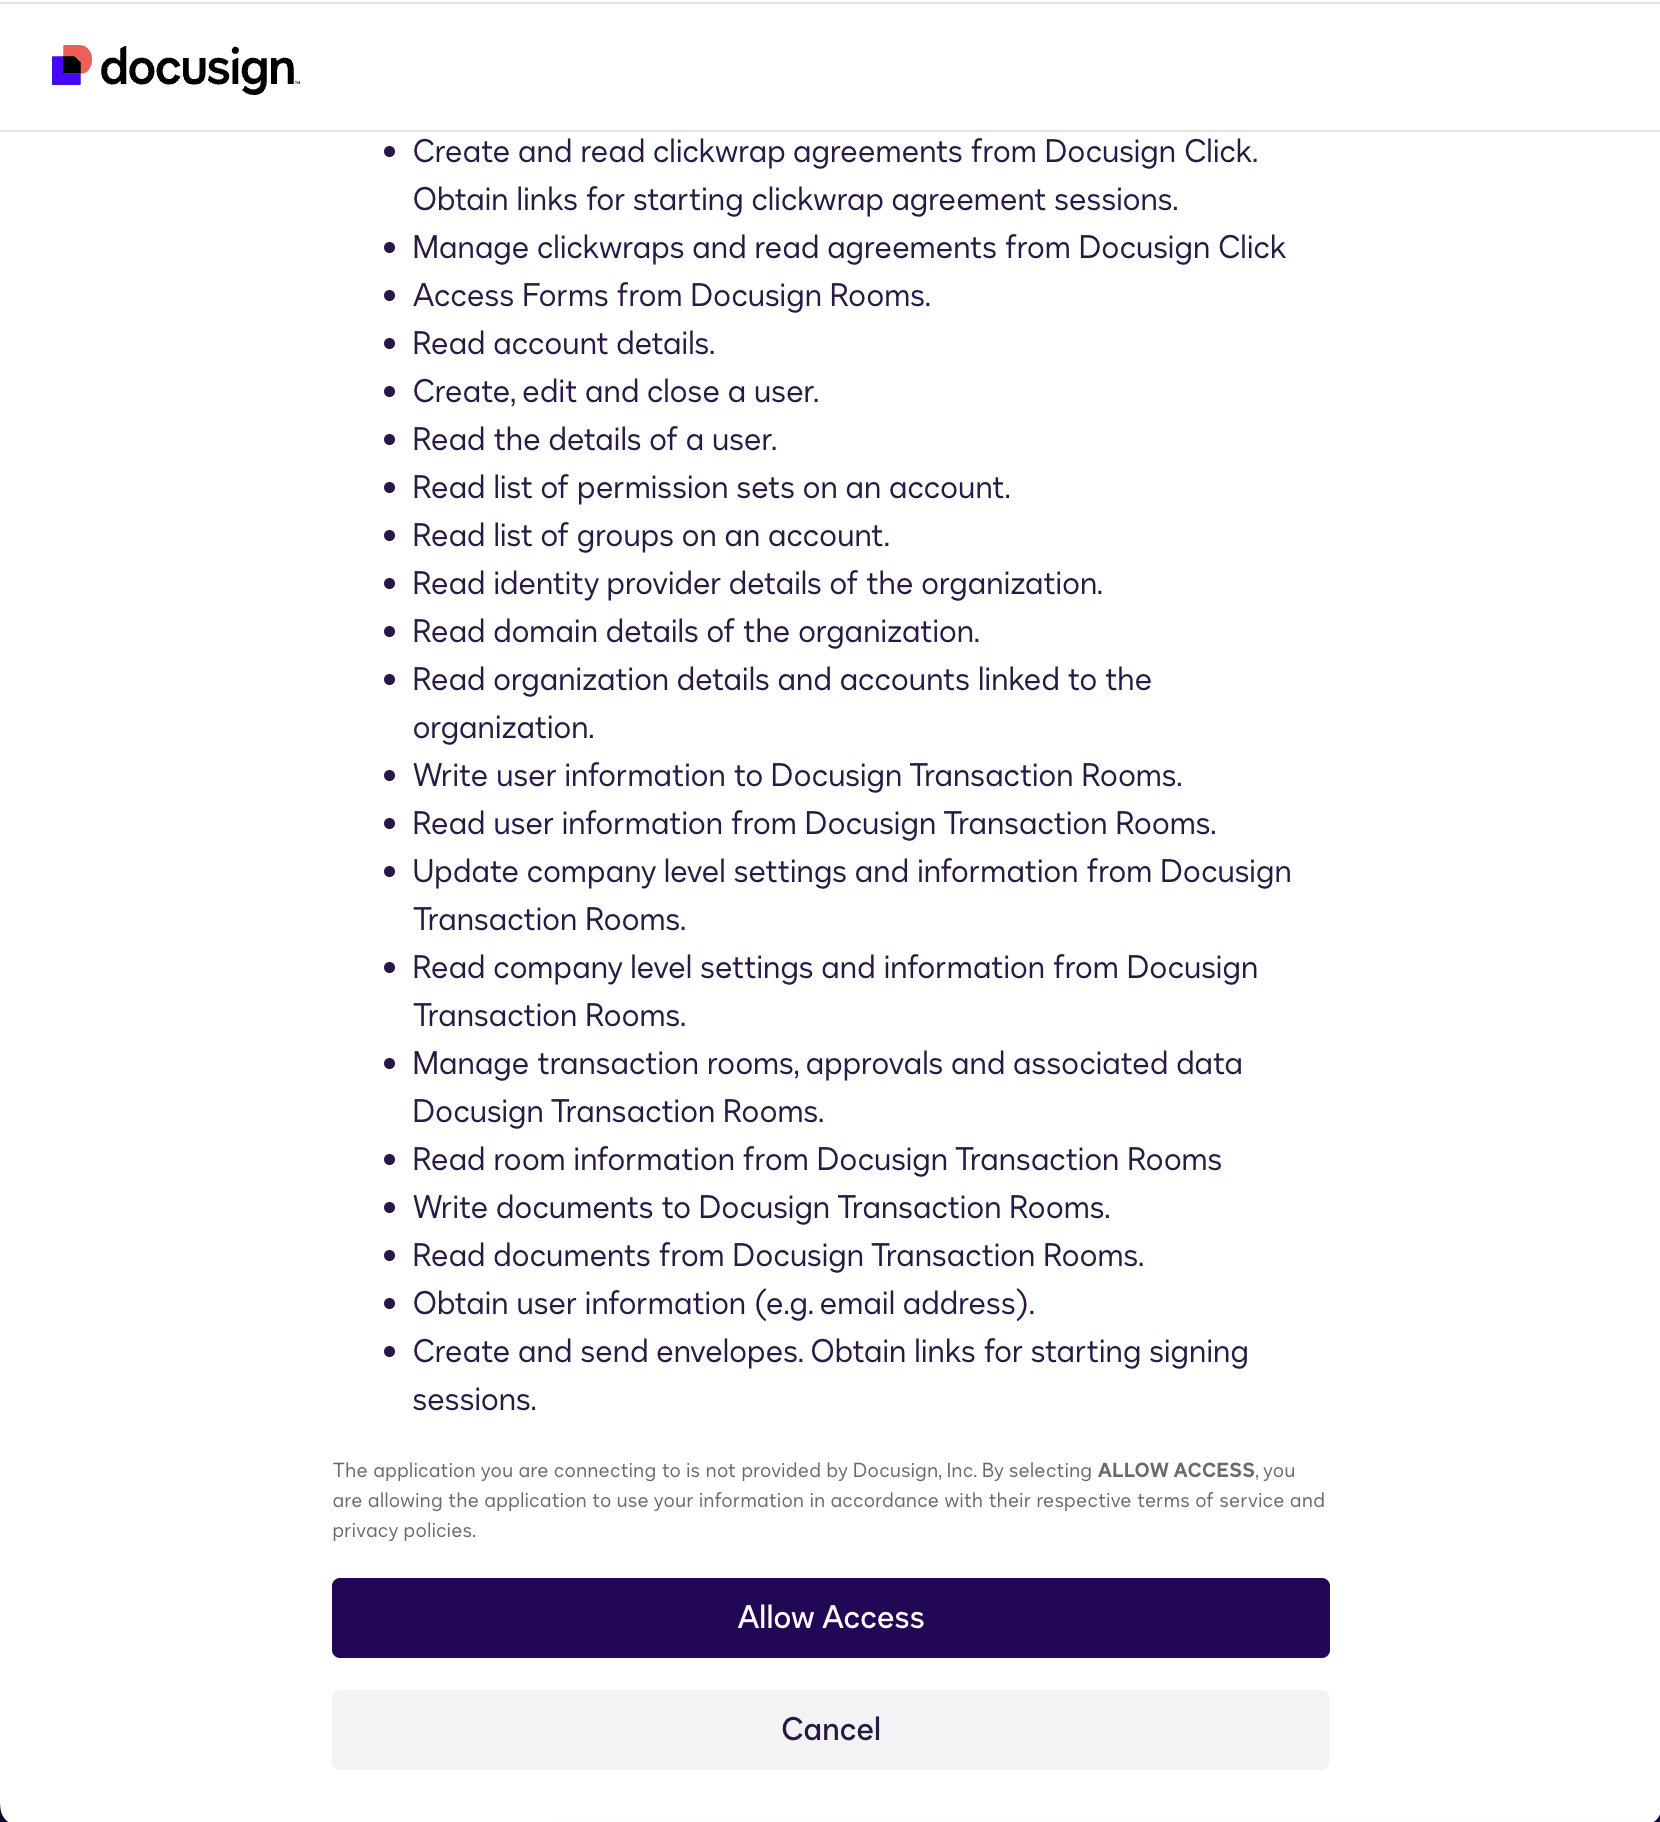 docusign
• Create and read clickwrap agreements from Docusign Click.
Obtain links for starting clickwrap agreement sessions.
• Manage clickwraps and read agreements from Docusign Click
• Access Forms from Docusign Rooms.
• Read account details.
• Create, edit and close a user.
• Read the details of a user.
• Read list of permission sets on an account.
• Read list of groups on an account.
• Read identity provider details of the organization.
• Read domain details of the organization.
• Read organization details and accounts linked to the
organization.
• Write user information to Docusign Transaction Rooms.
• Read user information from Docusign Transaction Rooms.
• Update company level settings and information from Docusign
Transaction Rooms.
• Read company level settings and information from Docusign
Transaction Rooms.
• Manage transaction rooms, approvals and associated data
Docusign Transaction Rooms.
• Read room information from Docusign Transaction Rooms
• Write documents to Docusign Transaction Rooms.
• Read documents from Docusign Transaction Rooms.
• Obtain user information (e.g. email address).
• Create and send envelopes. Obtain links for starting signing
sessions.
The application you are connecting to is not provided by Docusign, Inc. By selecting ALLOW ACCESS, you
are allowing the application to use your information in accordance with their respective terms of service and
privacy policies.
Allow Access
Cancel